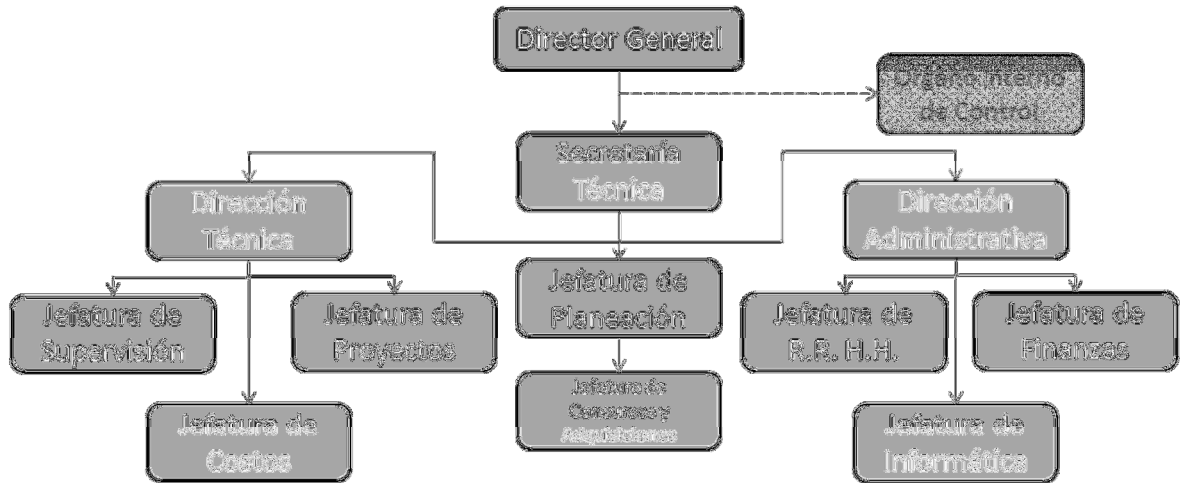 Director General
Órgano Interno
de Control
Secretaría
Técnica
Dirección
Técnica
Dirección
Administrativa
Jefatura de
Planeación
Jefatura de
Supervisión
Jefatura de
Proyectos
Jefatura de
R.R. H.H.
Jefatura de
Finanzas
Jefatura de
y
Adquisiciones
Jefatura de
Costos
Jefatura de
Informática